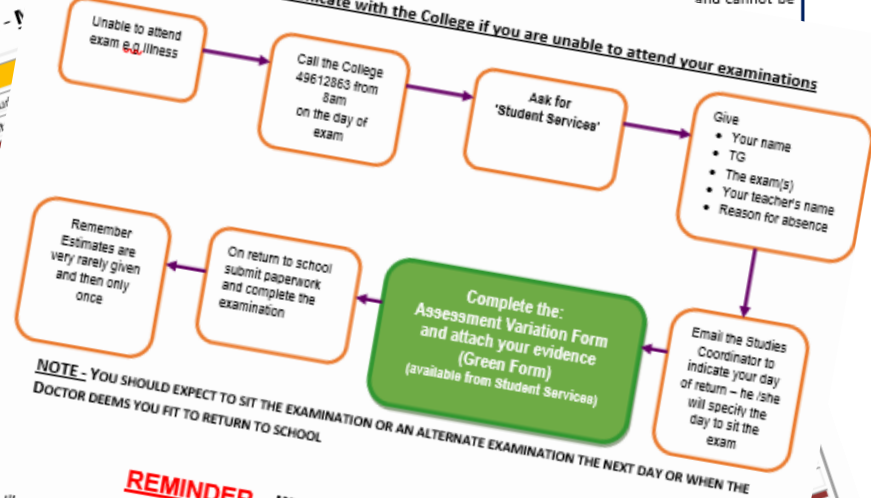 and cannot be
with the College if you are unable to attend your examinations
Unable to attend
exam e.g.illness
Call the College
49612863 from
8am
on the day of
exam
Ask for
'Student Services'
Give
• Your name
• TG
• The exam(s)
• Your teacher's name
• Reason for absence
Email the Studies
Coordinator to
indicate your day
of return – he /she
will specify the
day to sit the
exam
Complete the:
Assessment Variation Form
and attach your evidence
(Green Form)
(available from Student Services)
On return to school
submit paperwork
and complete the
examination
Remember
Estimates are
very rarely given
and then only
once
NOTE - YOU SHOULD EXPECT TO SIT THE EXAMINATION OR AN ALTERNATE EXAMINATION THE NEXT DAY OR WHEN THE
DOCTOR DEEMS YOU FIT TO RETURN TO SCHOOL
REMINDER